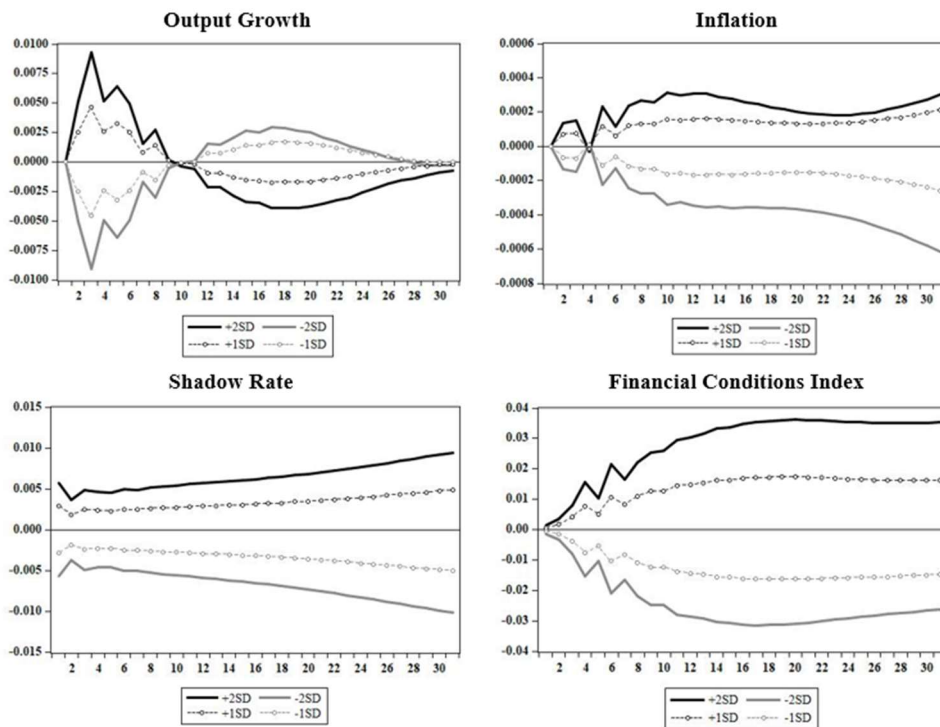 Output Growth
0.0100
0.0075
0.0050
0.0025
0.0000
-0.0025
-0.0050
-0.0075
-0.0100
2 4 6 8 10 12 14 16 18 20 22 24 26 28 30
+2SD -2SD
+1SD -1SD
Inflation
0.0006
0.0004
0.0002
0.0000
-0.0002
-0.0004
-0.0006
-0.0008
2 4 6 8 10 12 14 16 18 20 22 24 26 28 30
+2SD -2SD
+1SD -1SD
Shadow Rate
0.015
0.010
0.005
0.000
-0.005
-0.010
-0.015
2 4 6 8 10 12 14 16 18 20 22 24 26 28 30
+2SD -2SD
+1SD -1SD
Financial Conditions Index
0.04
0.03
0.02
0.01
0.00
-0.01
-0.02
-0.03
-0.04
2 4 6 8 10 12 14 16 18 20 22 24 26 28 30
+2SD -2SD
+1SD -1SD